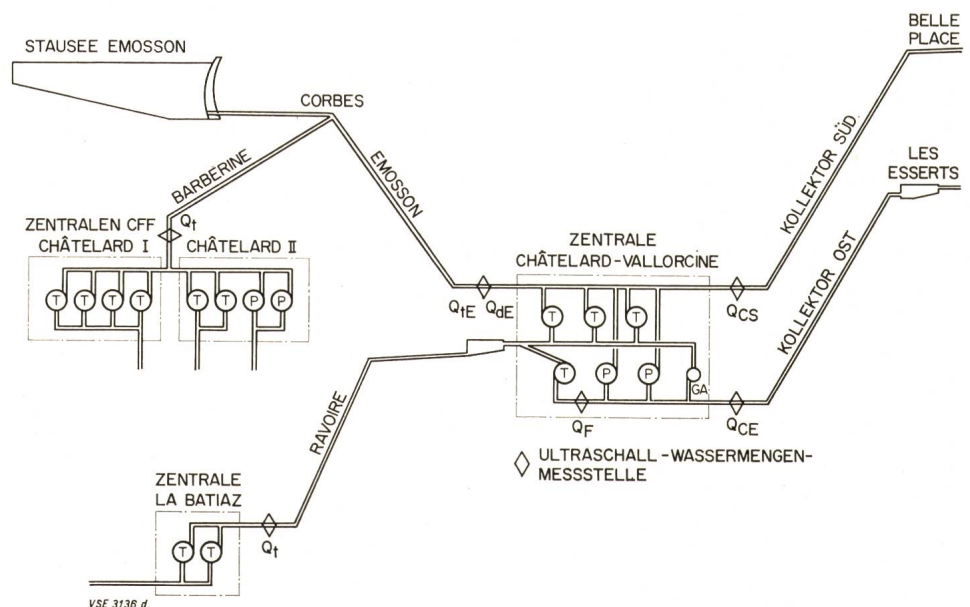 STAUSEE EMOSSON
BELLE
PLACE
CORBES
BARBERINE
EMOSSON
KOLLEKTOR SÜD
LES
ESSERTS
ZENTRALEN CFF
CHÂTELARD I
Qt
CHÂTELARD II
ZENTRALE
CHÂTELARD-VALLORCINE
KOLLEKTOR OST
T
T
T
T
T
T
P
P
QtE
QdE
QCS
T
T
T
T
P
P
GA
QF
QCE
RAVOIRE
ULTRASCHALL-WASSERMENGEN-
MESSSTELLE
ZENTRALE
LA BATIAZ
Qt
T
T
VSE 3136 d